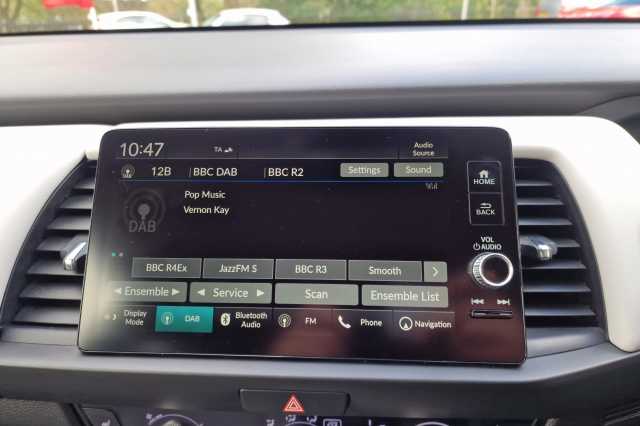 10:47 TA Audio Source
12B BBC DAB BBC R2 Settings Sound
Pop Music
Vernon Kay
DAB
HOME
BACK
VOL
AUDIO
BBC R4Ex JazzFM S BBC R3 Smooth
Ensemble Service Scan Ensemble List
Display Mode DAB Bluetooth Audio FM Phone Navigation